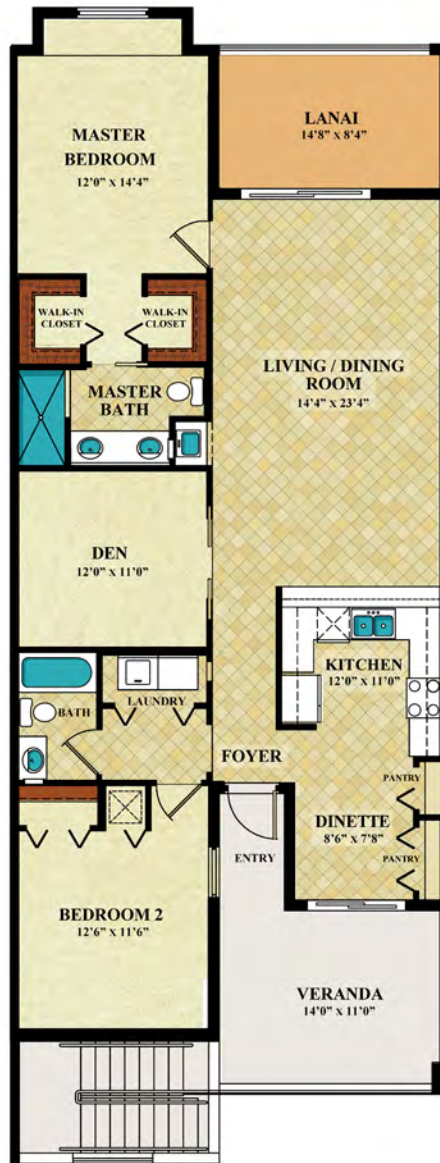 LANAI
14'8" x 8'4"
MASTER
BEDROOM
12'0" x 14'4"
WALK-IN
CLOSET
WALK-IN
CLOSET
LIVING / DINING
ROOM
14'4" x 23'4"
MASTER
BATH
DEN
12'0" x 11'0"
KITCHEN
12'0" x 11'0"
LAUNDRY
BATH
FOYER
PANTRY
DINETTE
8'6" x 7'8"
PANTRY
ENTRY
BEDROOM 2
12'6" x 11'6"
VERANDA
14'0" x 11'0"